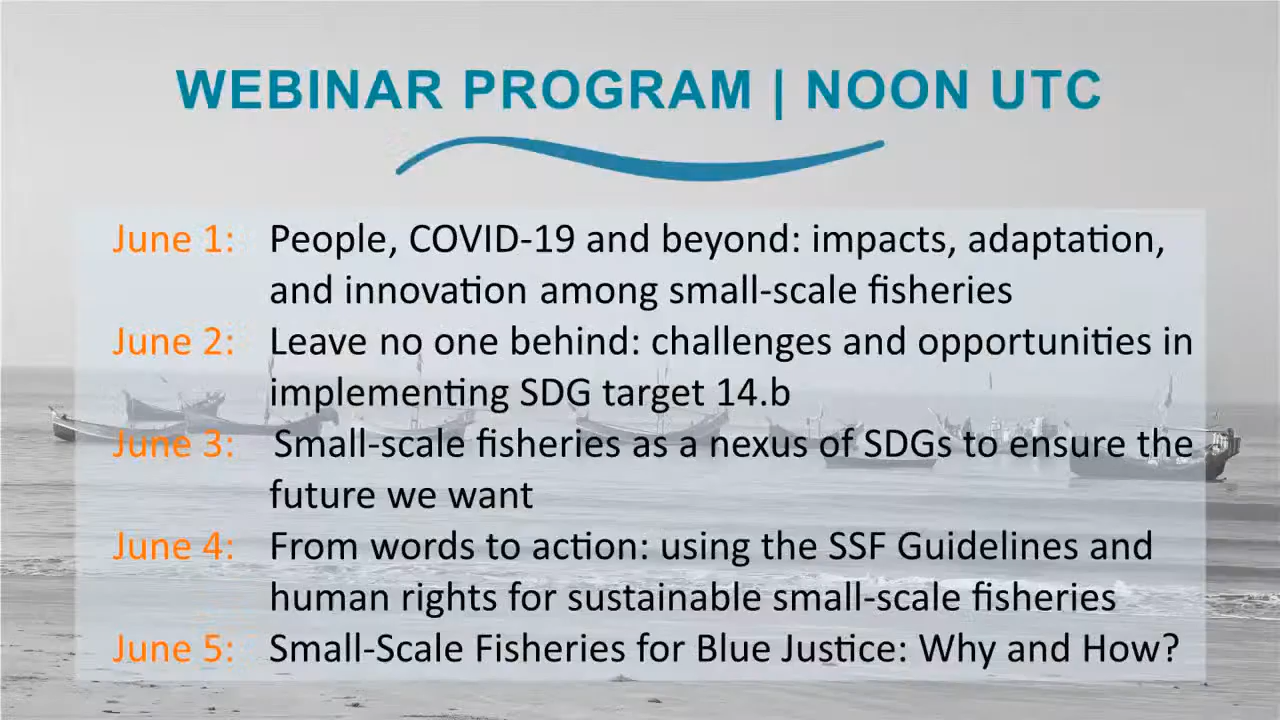 WEBINAR PROGRAM | NOON UTC
June 1: People, COVID-19 and beyond: impacts, adaptation,
and innovation among small-scale fisheries
June 2: Leave no one behind: challenges and opportunities in
implementing SDG target 14.b
June 3: Small-scale fisheries as a nexus of SDGs to ensure the
future we want
June 4: From words to action: using the SSF Guidelines and
human rights for sustainable small-scale fisheries
June 5: Small-Scale Fisheries for Blue Justice: Why and How?